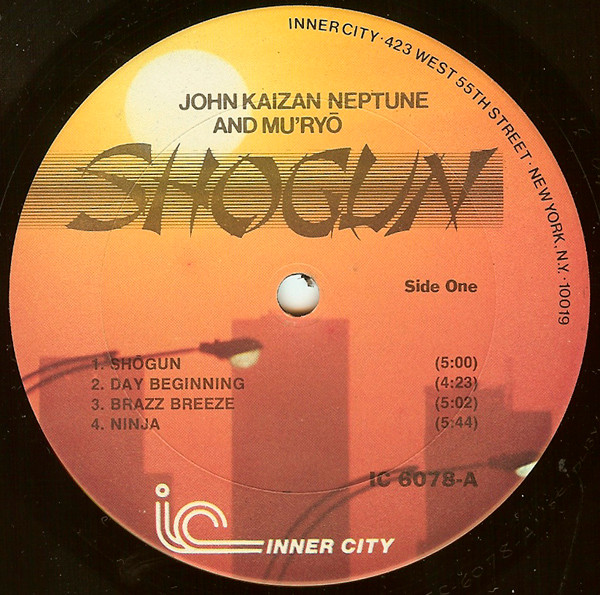 INNER CITY · 423 WEST 55TH STREET · NEW YORK, N.Y. · 10019
JOHN KAIZAN NEPTUNE
AND MU'RYŌ
SHOGUN
Side One
1. SHŌGUN (5:00)
2. DAY BEGINNING (4:23)
3. BRAZZ BREEZE (5:02)
4. NINJA (5:44)
IC 6078-A
ic INNER CITY